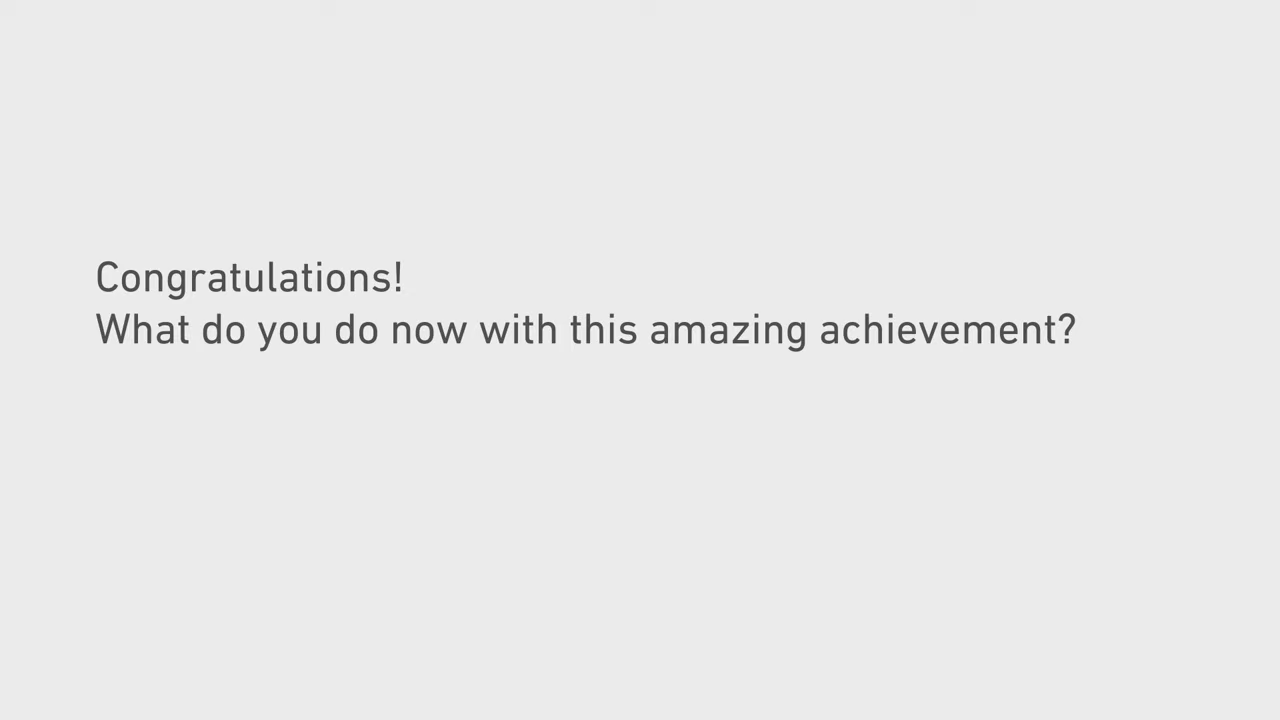 Congratulations!
What do you do now with this amazing achievement?